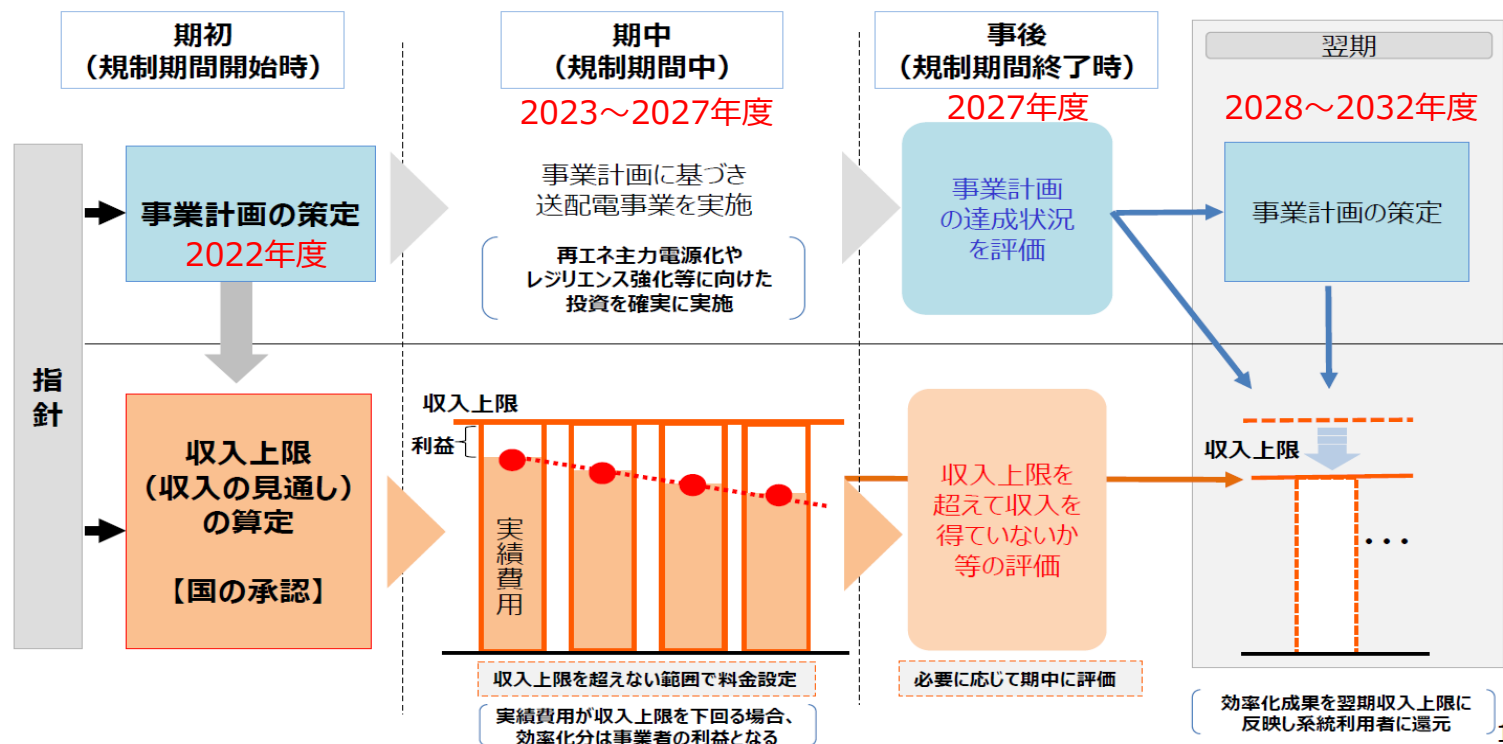 期初
（規制期間開始時）
期中
（規制期間中）
2023～2027年度
事後
（規制期間終了時）
2027年度
翌期
2028～2032年度
指
針
事業計画の策定
2022年度
事業計画に基づき
送配電事業を実施
再エネ主力電源化や
レジリエンス強化等に向けた
投資を確実に実施
事業計画
の達成状況
を評価
事業計画の策定
収入上限
（収入の見通し）
の算定
【国の承認】
収入上限
利益
実績費用
収入上限を超えない範囲で料金設定
実績費用が収入上限を下回る場合、
効率化分は事業者の利益となる
収入上限を
超えて収入を
得ていないか
等の評価
必要に応じて期中に評価
収入上限
･･･
効率化成果を翌期収入上限に
反映し系統利用者に還元